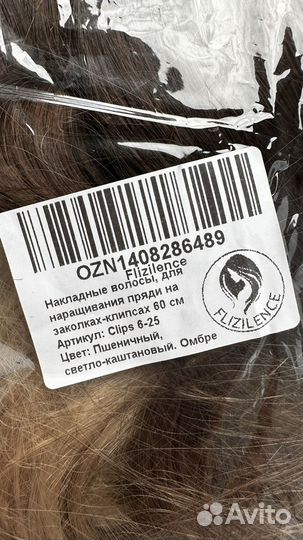 OZN1408286489
Flizilence
Накладные волосы, для
наращивания пряди на
заколках-клипсах 60 см
Артикул: Clips 6-25
Цвет: Пшеничный,
светло-каштановый. Омбре
FLIZILENCE
Avito